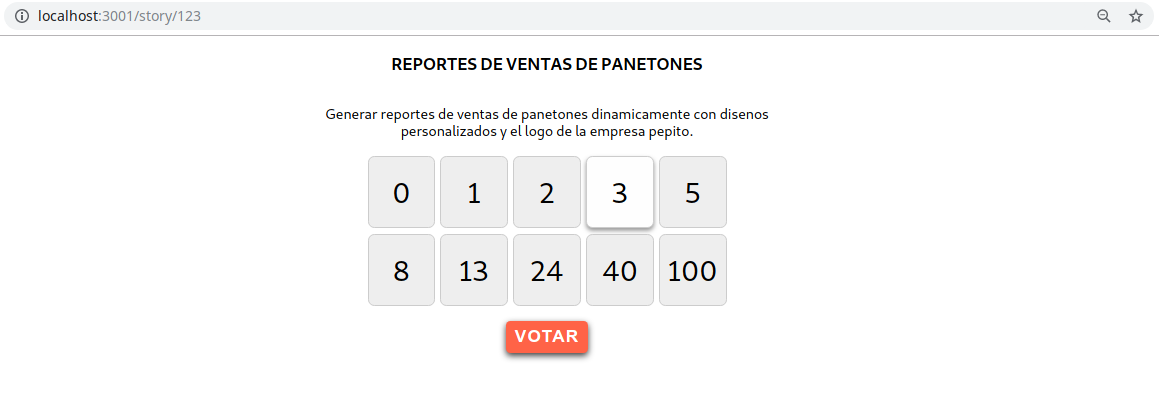 localhost:3001/story/123
REPORTES DE VENTAS DE PANETONES
Generar reportes de ventas de panetones dinamicamente con disenos
personalizados y el logo de la empresa pepito.
0 1 2 3 5
8 13 24 40 100
VOTAR